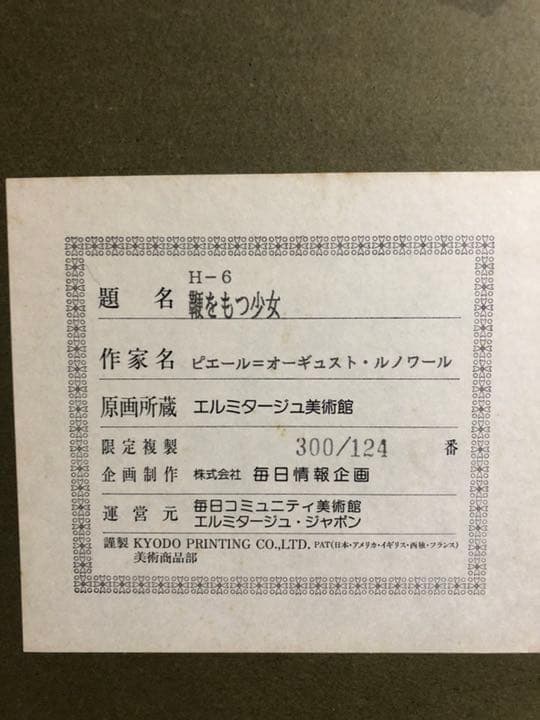 H-6
題名 鞭をもつ少女
作家名 ピエール=オーギュスト・ルノワール
原画所蔵 エルミタージュ美術館
限定複製 300/124 番
企画制作 株式会社 毎日情報企画
運営元 毎日コミュニティ美術館
エルミタージュ・ジャポン
謹製 KYODO PRINTING CO.,LTD. PAT(日本・アメリカ・イギリス・西独・フランス)
美術商品部